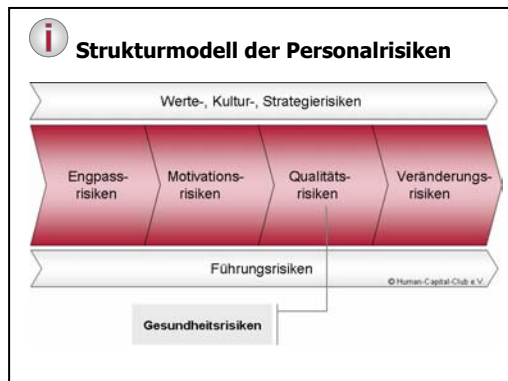 i
Strukturmodell der Personalrisiken
Werte-, Kultur-, Strategierisiken
Engpass-
risiken
Motivations-
risiken
Qualitäts-
risiken
Veränderungs-
risiken
Führungsrisiken
© Human-Capital-Club e.V.
Gesundheitsrisiken